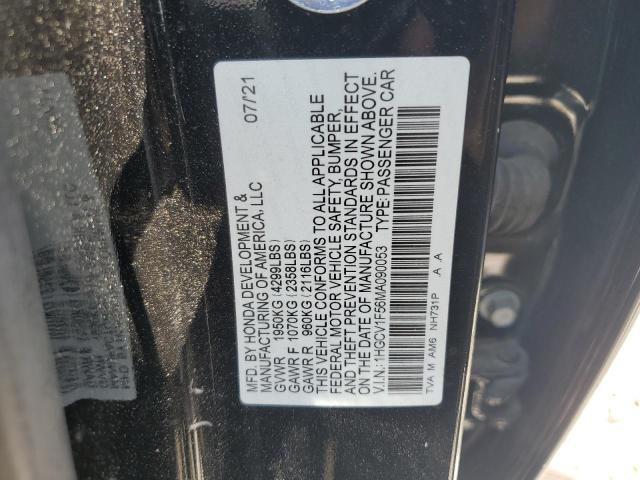 MFD. BY HONDA DEVELOPMENT & 07/21
MANUFACTURING OF AMERICA, LLC
GVWR 1950KG (4299LBS)
GAWR F 1070KG (2358LBS)
GAWR R 960KG (2116LBS)
THIS VEHICLE CONFORMS TO ALL APPLICABLE
FEDERAL MOTOR VEHICLE SAFETY, BUMPER,
AND THEFT PREVENTION STANDARDS IN EFFECT
ON THE DATE OF MANUFACTURE SHOWN ABOVE.
V.I.N.: 1HGCV1F56MA090053 TYPE: PASSENGER CAR
TVA M AM6 NH731P A .A